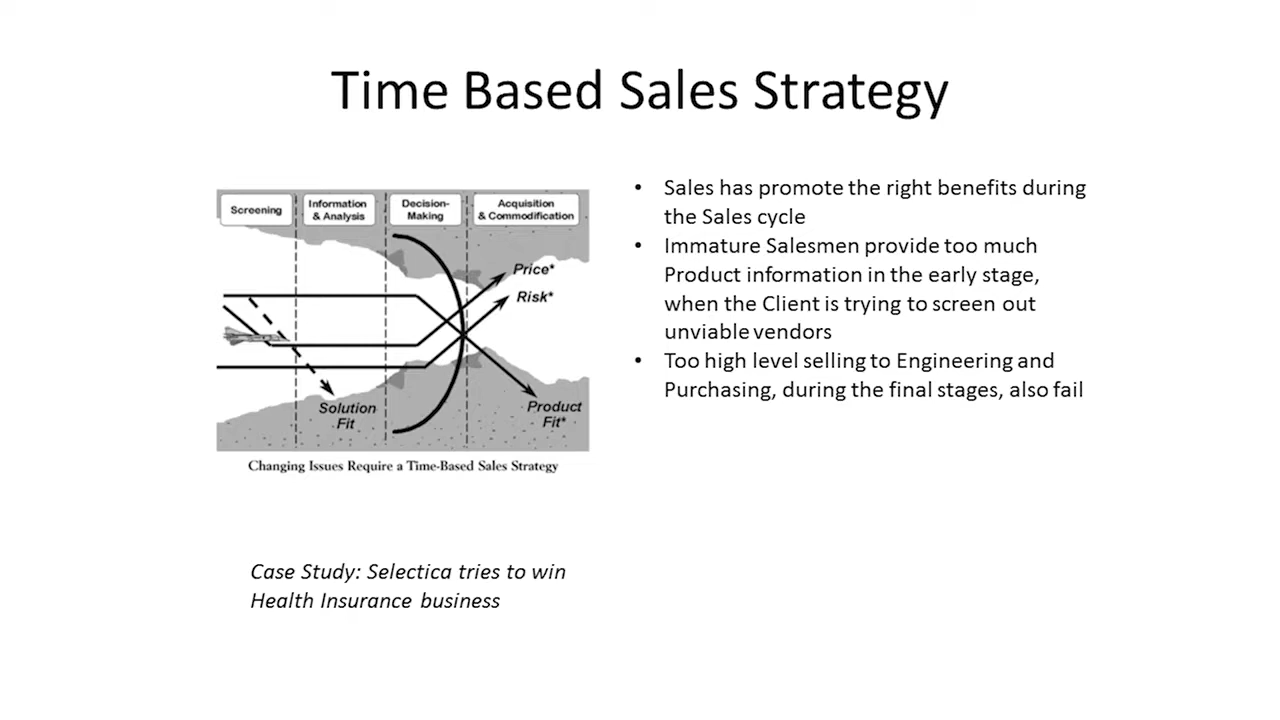 Time Based Sales Strategy
Screening
Information
& Analysis
Decision-
Making
Acquisition
& Commodification
Price*
Risk*
Solution
Fit
Product
Fit*
Changing Issues Require a Time-Based Sales Strategy
• Sales has promote the right benefits during
the Sales cycle
• Immature Salesmen provide too much
Product information in the early stage,
when the Client is trying to screen out
unviable vendors
• Too high level selling to Engineering and
Purchasing, during the final stages, also fail
Case Study: Selectica tries to win
Health Insurance business